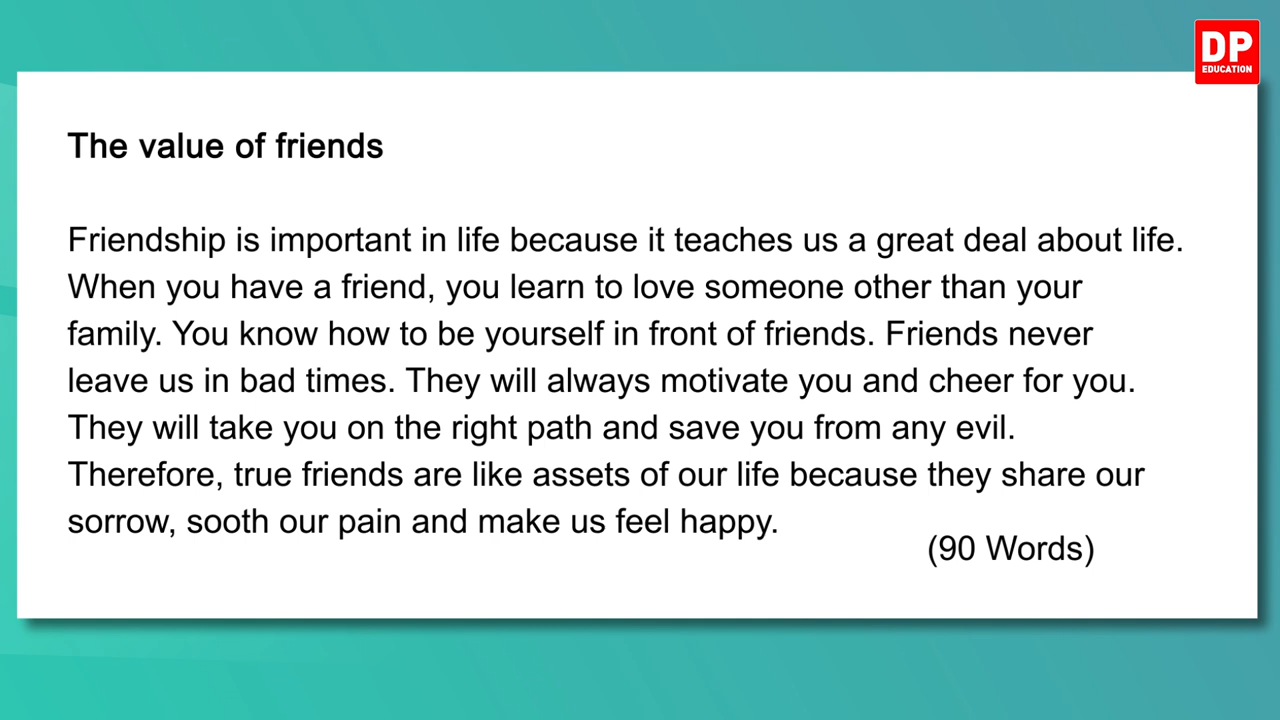 DP
EDUCATION
The value of friends
Friendship is important in life because it teaches us a great deal about life.
When you have a friend, you learn to love someone other than your
family. You know how to be yourself in front of friends. Friends never
leave us in bad times. They will always motivate you and cheer for you.
They will take you on the right path and save you from any evil.
Therefore, true friends are like assets of our life because they share our
sorrow, sooth our pain and make us feel happy.
(90 Words)